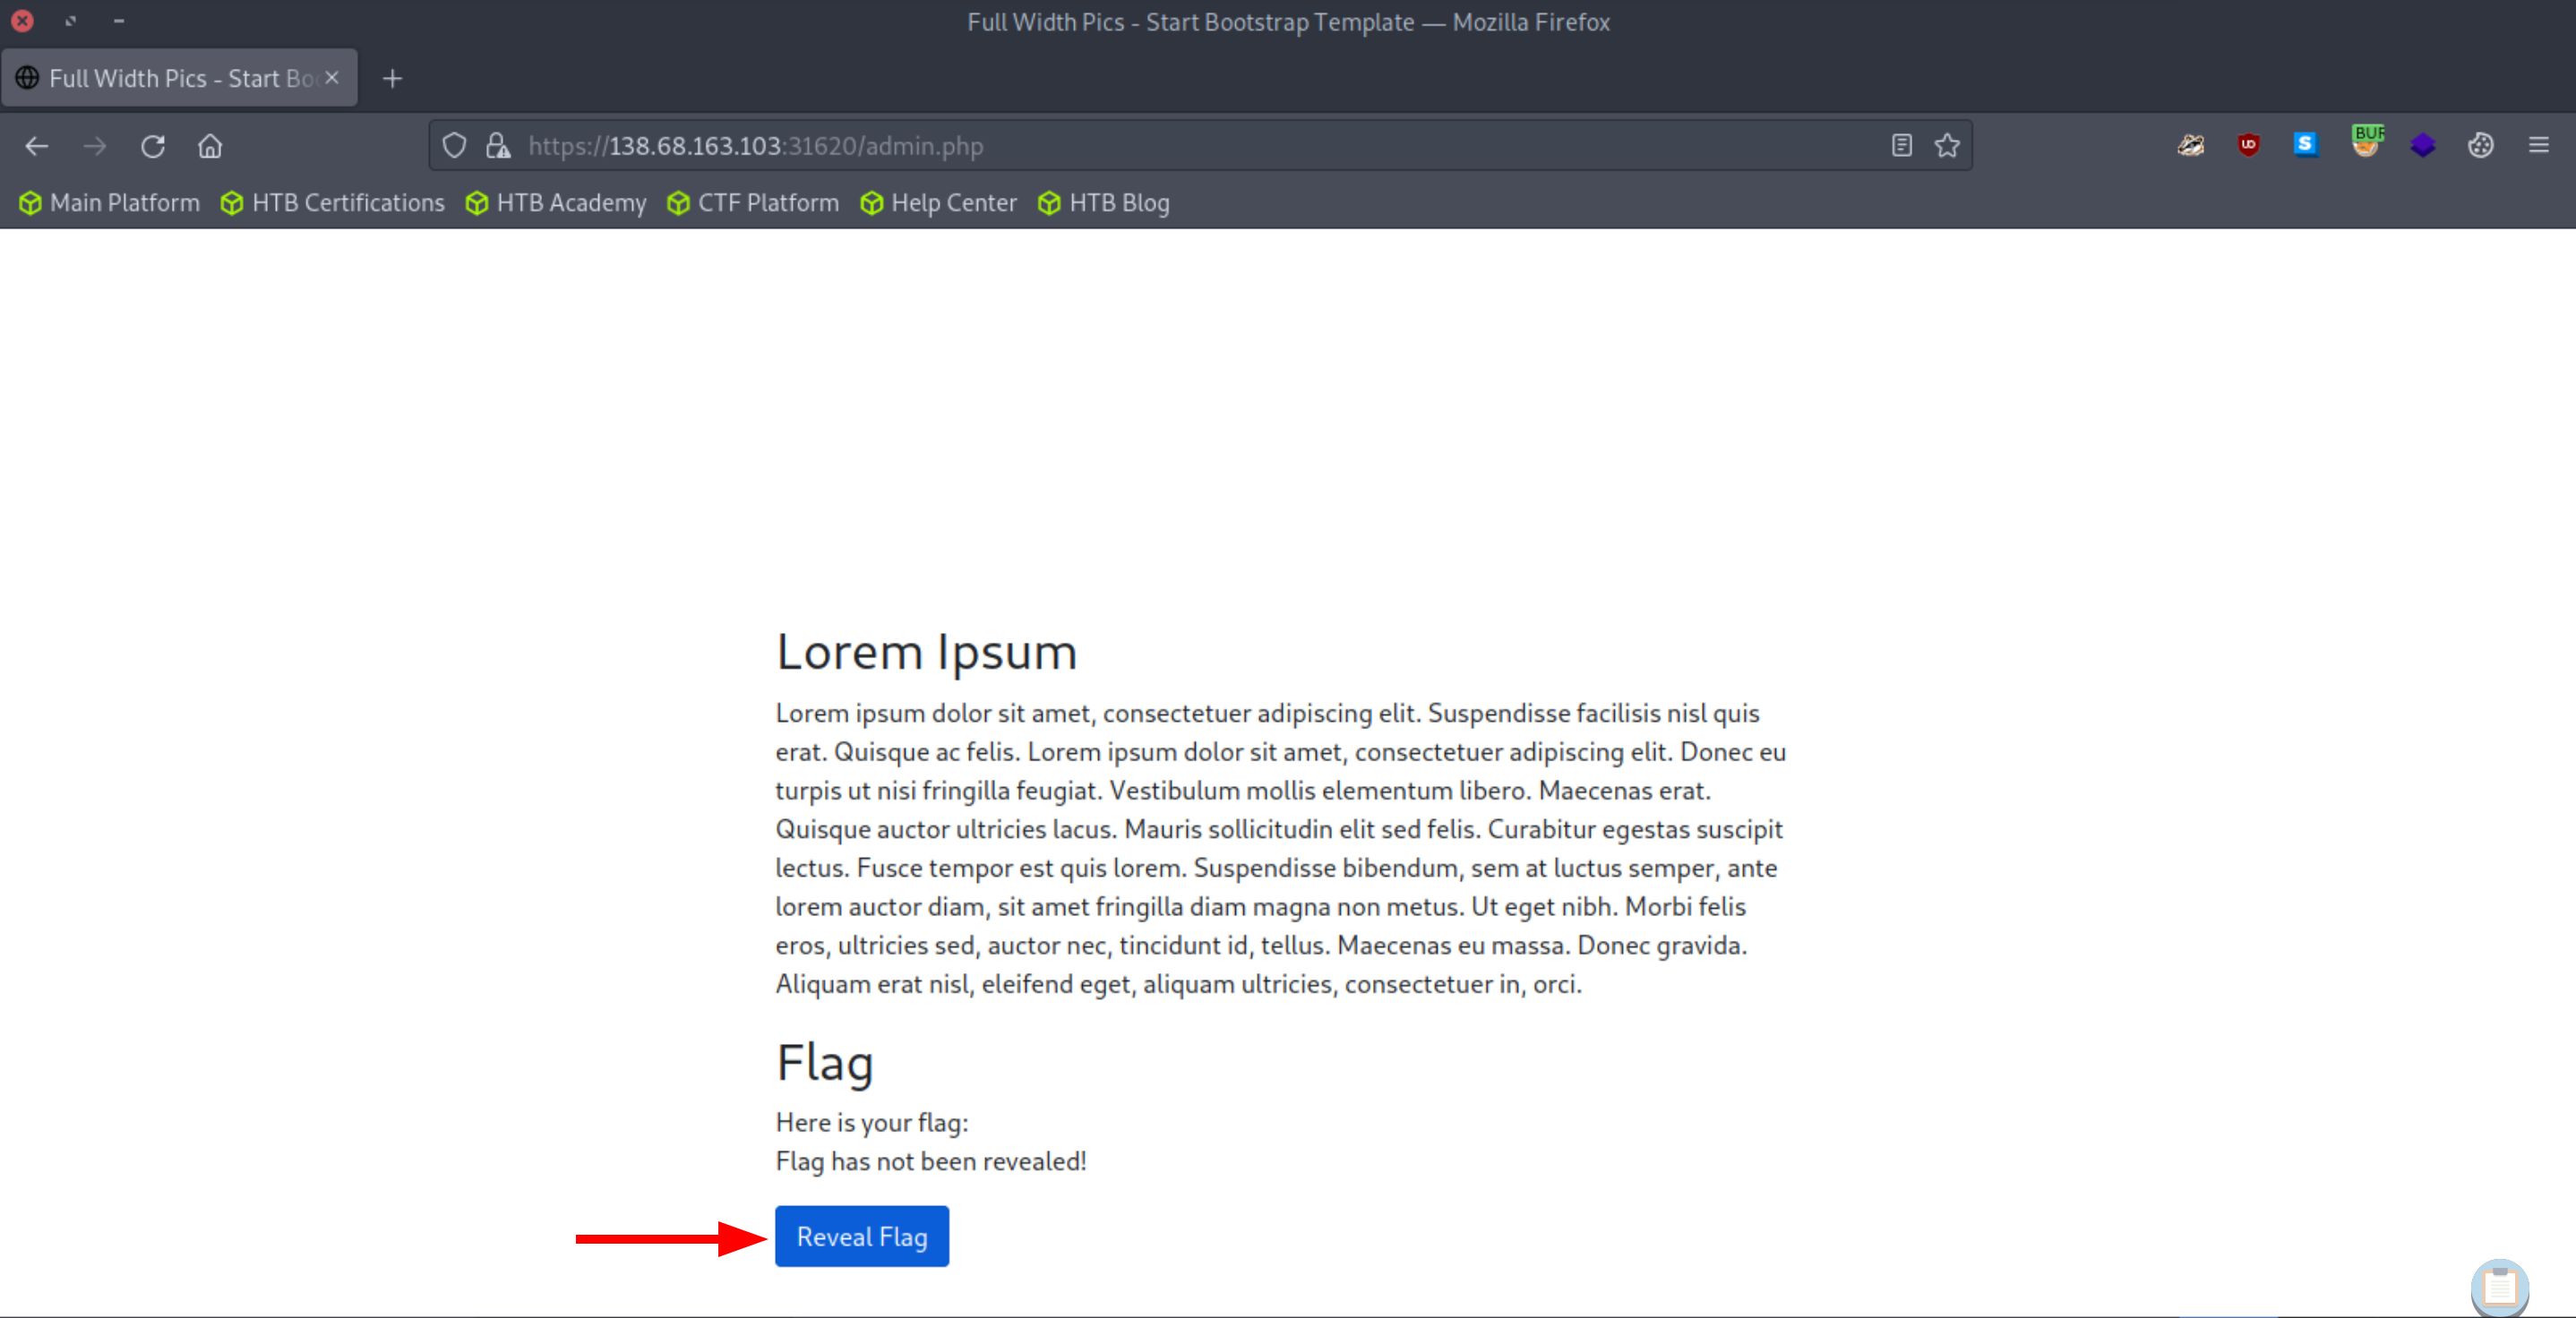 Full Width Pics - Start Bootstrap Template — Mozilla Firefox
Full Width Pics - Start Boo
https://138.68.163.103:31620/admin.php
S
BUR
Main Platform HTB Certifications HTB Academy CTF Platform Help Center HTB Blog
Lorem Ipsum
Lorem ipsum dolor sit amet, consectetuer adipiscing elit. Suspendisse facilisis nisl quis
erat. Quisque ac felis. Lorem ipsum dolor sit amet, consectetuer adipiscing elit. Donec eu
turpis ut nisi fringilla feugiat. Vestibulum mollis elementum libero. Maecenas erat.
Quisque auctor ultricies lacus. Mauris sollicitudin elit sed felis. Curabitur egestas suscipit
lectus. Fusce tempor est quis lorem. Suspendisse bibendum, sem at luctus semper, ante
lorem auctor diam, sit amet fringilla diam magna non metus. Ut eget nibh. Morbi felis
eros, ultricies sed, auctor nec, tincidunt id, tellus. Maecenas eu massa. Donec gravida.
Aliquam erat nisl, eleifend eget, aliquam ultricies, consectetuer in, orci.
Flag
Here is your flag:
Flag has not been revealed!
Reveal Flag